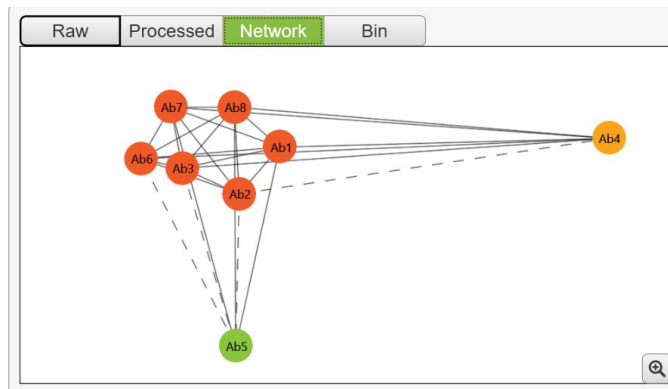 Raw Processed Network Bin
Ab7 Ab8
Ab4
Ab1
Ab6
Ab3
Ab2
Ab5